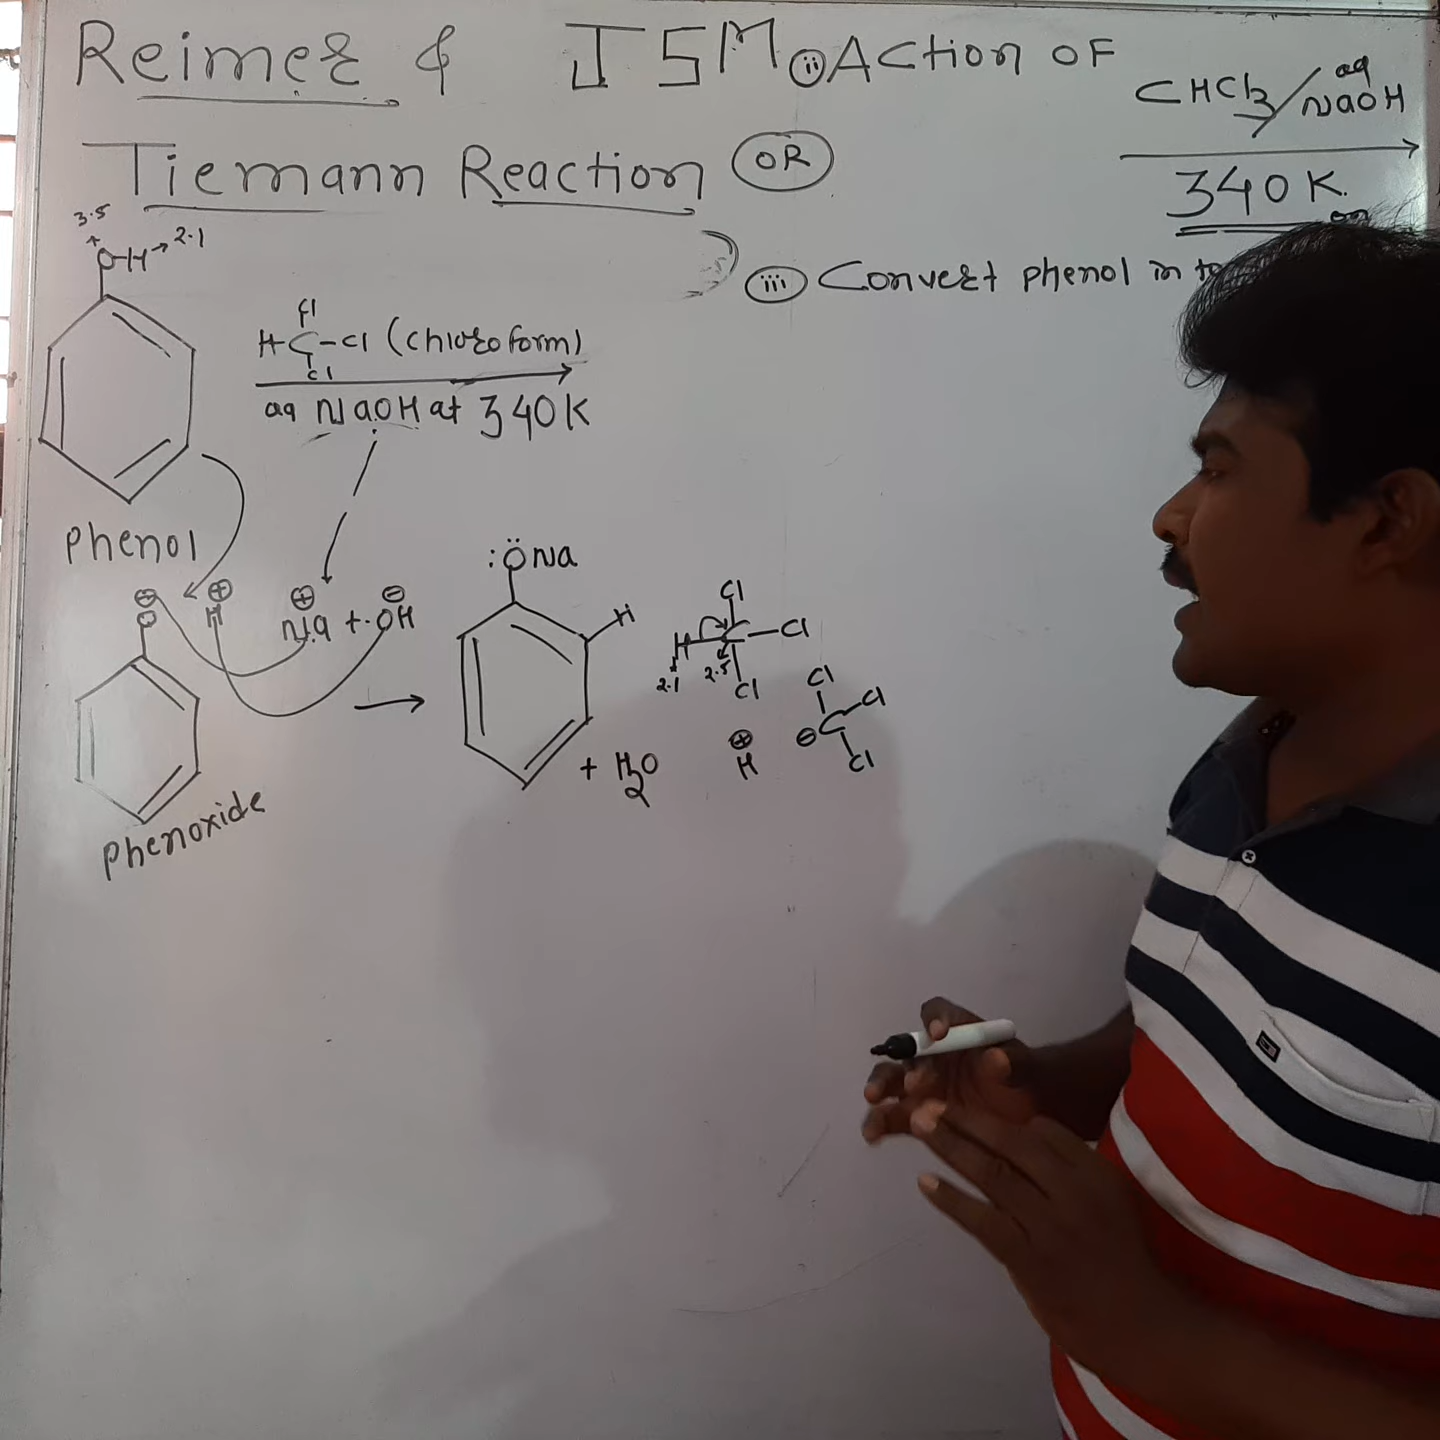 Reimer & JSM (ii) Action OF
CHCl3/aq NaOH
340K.
Tiemann Reaction (OR)
(iii) Convert phenol in to
3.5
O-H → 2.1
Cl
H-C-Cl (chloroform)
Cl
aq NaOH at 340K
phenol
⊖ ⊕ ⊕ ⊖
O H Na + OH
phenoxide
:ÖNa
H
+ H2O
Cl
H C-Cl
2.1 2.5 Cl
⊕
H
Cl
Cl
⊖ C
Cl